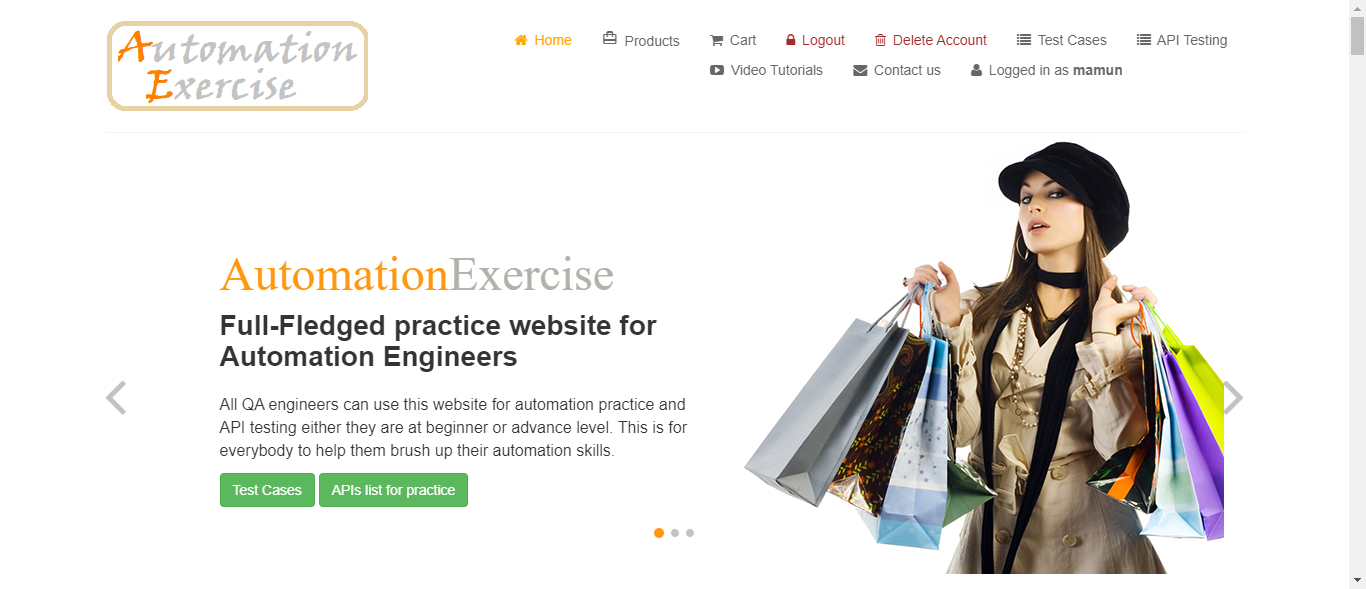 Automation
Exercise
Home Products Cart Logout Delete Account Test Cases API Testing
Video Tutorials Contact us Logged in as mamun
AutomationExercise
Full-Fledged practice website for
Automation Engineers
All QA engineers can use this website for automation practice and
API testing either they are at beginner or advance level. This is for
everybody to help them brush up their automation skills.
Test Cases APIs list for practice